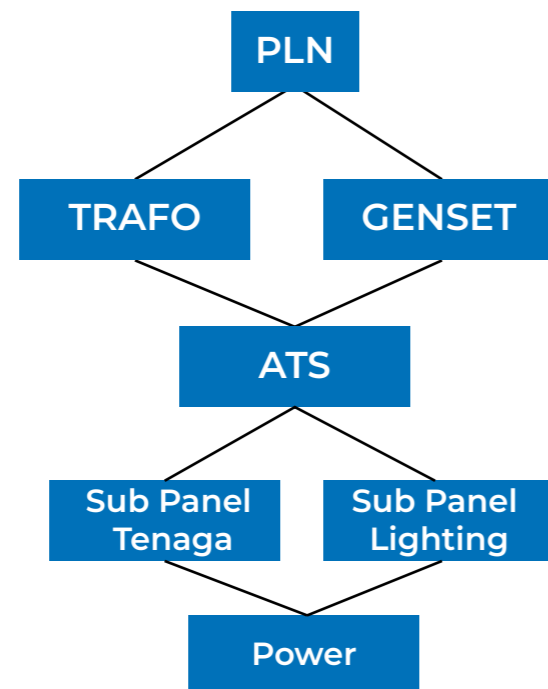 PLN
TRAFO
GENSET
ATS
Sub Panel
Tenaga
Sub Panel
Lighting
Power